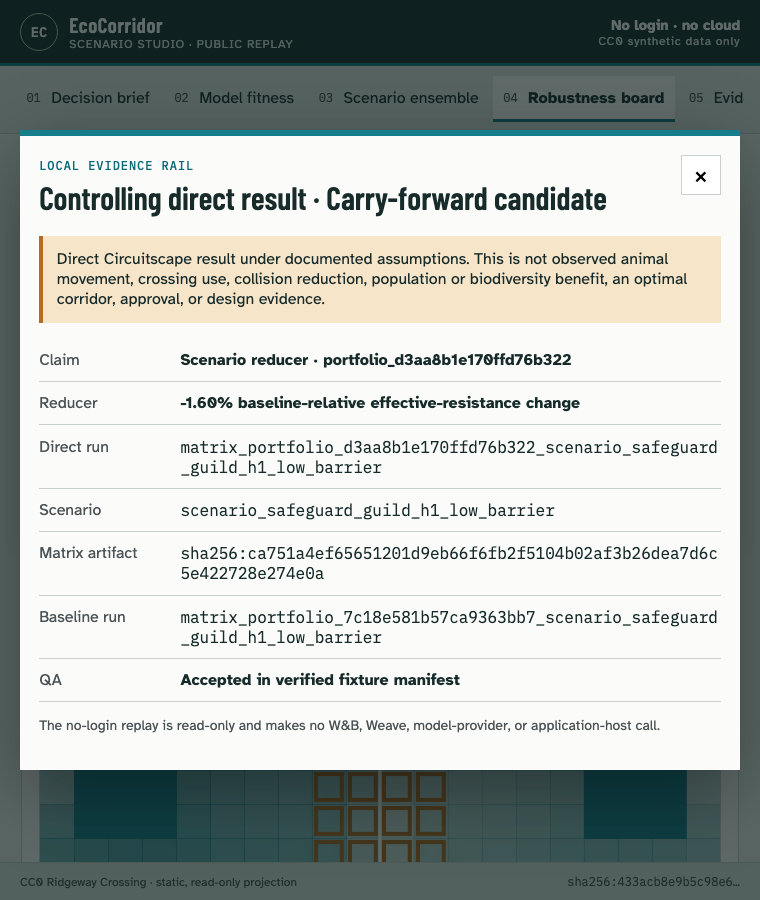 EC
EcoCorridor
SCENARIO STUDIO · PUBLIC REPLAY
No login · no cloud
CC0 synthetic data only
01 Decision brief
02 Model fitness
03 Scenario ensemble
04 Robustness board
05 Evid
LOCAL EVIDENCE RAIL
Controlling direct result · Carry-forward candidate
×
Direct Circuitscape result under documented assumptions. This is not observed animal
movement, crossing use, collision reduction, population or biodiversity benefit, an optimal
corridor, approval, or design evidence.
Claim
Scenario reducer · portfolio_d3aa8b1e170ffd76b322
Reducer
-1.60% baseline-relative effective-resistance change
Direct run
matrix_portfolio_d3aa8b1e170ffd76b322_scenario_safeguard
_guild_h1_low_barrier
Scenario
scenario_safeguard_guild_h1_low_barrier
Matrix artifact
sha256:ca751a4ef65651201d9eb66f6fb2f5104b02af3b26dea7d6c
5e422728e274e0a
Baseline run
matrix_portfolio_7c18e581b57ca9363bb7_scenario_safeguard
_guild_h1_low_barrier
QA
Accepted in verified fixture manifest
The no-login replay is read-only and makes no W&B, Weave, model-provider, or application-host call.
CC0 Ridgeway Crossing · static, read-only projection
sha256:433acb8e9b5c98e6…